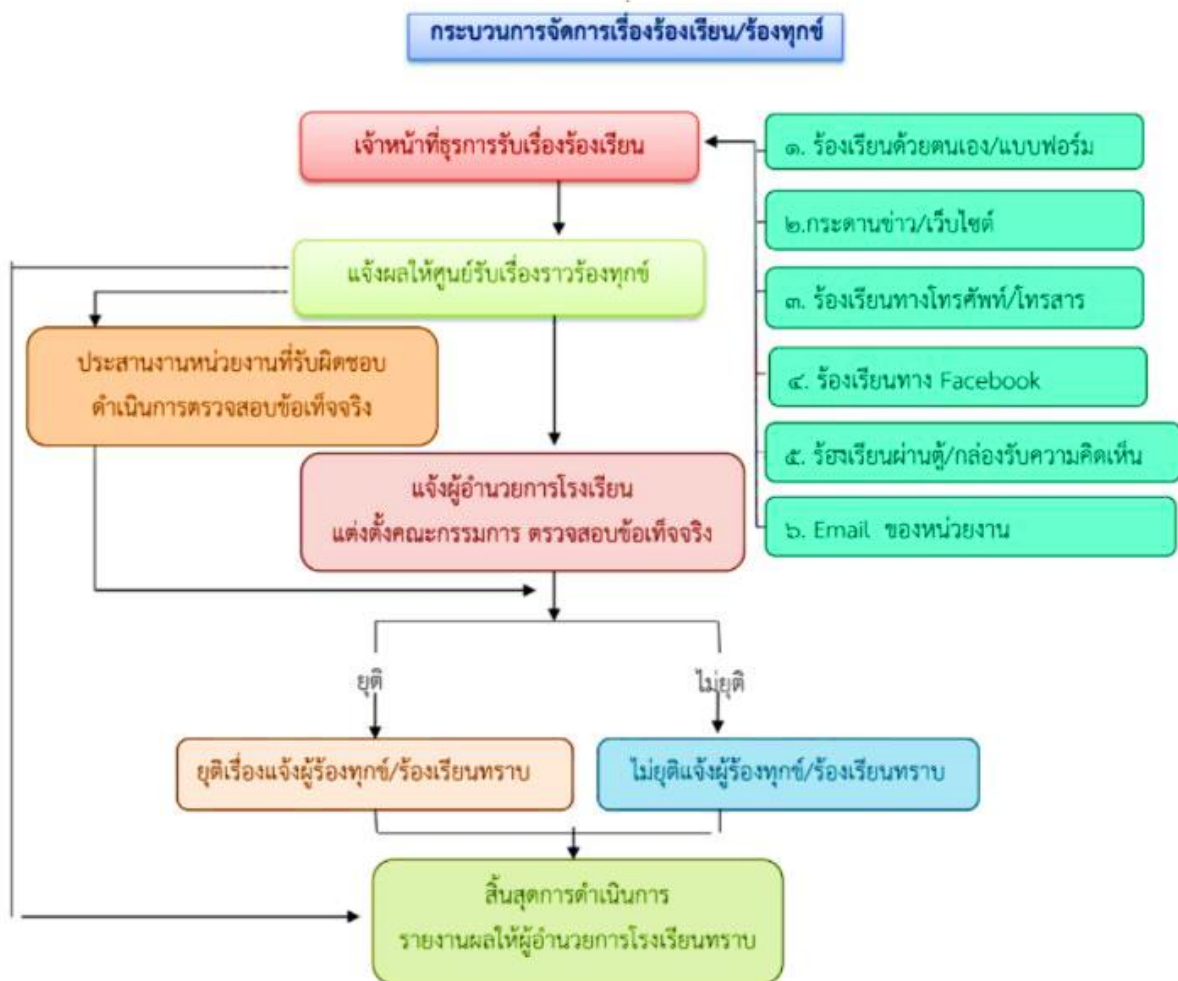 กระบวนการจัดการเรื่องร้องเรียน/ร้องทุกข์
เจ้าหน้าที่ธุรการรับเรื่องร้องเรียน
๑. ร้องเรียนด้วยตนเอง/แบบฟอร์ม
๒.กระดานข่าว/เว็บไซต์
๓. ร้องเรียนทางโทรศัพท์/โทรสาร
๔. ร้องเรียนทาง Facebook
๕. ร้องเรียนผ่านตู้/กล่องรับความคิดเห็น
๖. Email ของหน่วยงาน
แจ้งผลให้ศูนย์รับเรื่องราวร้องทุกข์
ประสานงานหน่วยงานที่รับผิดชอบ
ดำเนินการตรวจสอบข้อเท็จจริง
แจ้งผู้อำนวยการโรงเรียน
แต่งตั้งคณะกรรมการ ตรวจสอบข้อเท็จจริง
ยุติ
ไม่ยุติ
ยุติเรื่องแจ้งผู้ร้องทุกข์/ร้องเรียนทราบ
ไม่ยุติแจ้งผู้ร้องทุกข์/ร้องเรียนทราบ
สิ้นสุดการดำเนินการ
รายงานผลให้ผู้อำนวยการโรงเรียนทราบ